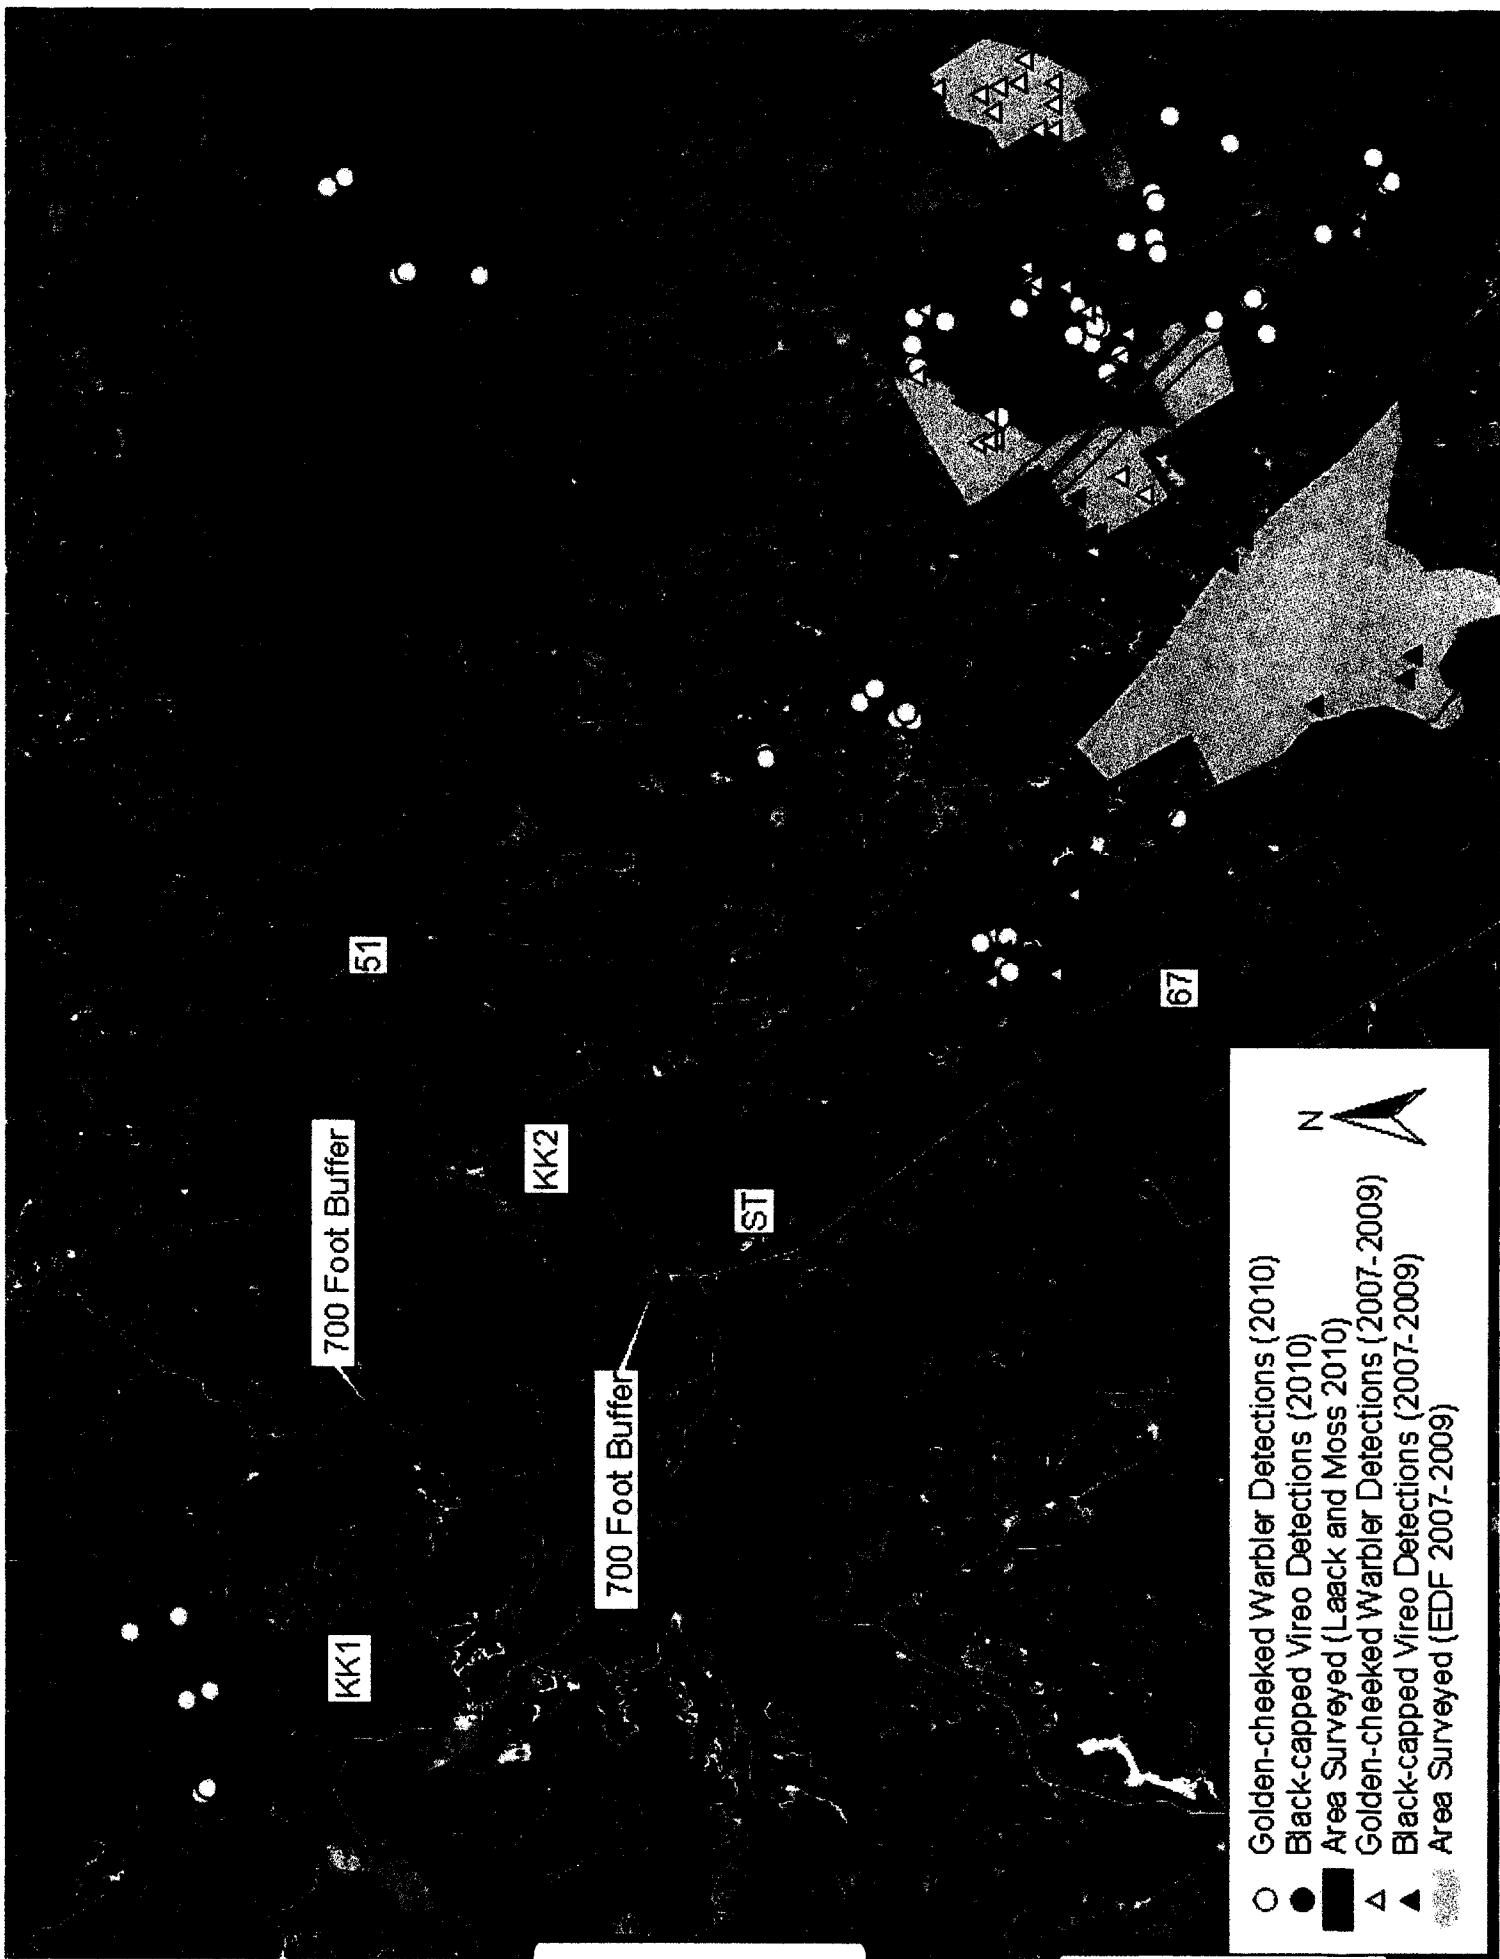 KK1
700 Foot Buffer
51
700 Foot Buffer
KK2
ST
67
N
Golden-cheeked Warbler Detections (2010)
Black-capped Vireo Detections (2010)
Area Surveyed (Laack and Moss 2010)
Golden-cheeked Warbler Detections (2007-2009)
Black-capped Vireo Detections (2007-2009)
Area Surveyed (EDF 2007-2009)